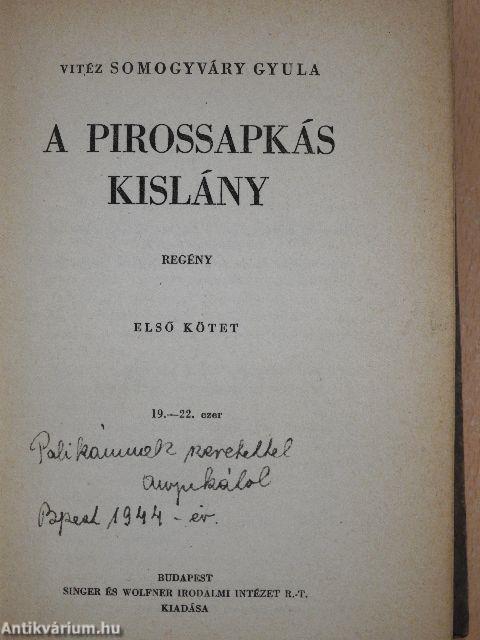 VITÉZ SOMOGYVÁRY GYULA
A PIROSSAPKÁS
KISLÁNY
REGÉNY
ELSŐ KÖTET
19.—22. ezer
Palikámnak szeretettel
anyukától
Bpest 1944 - év.
BUDAPEST
SINGER ÉS WOLFNER IRODALMI INTÉZET R.-T.
KIADÁSA
Antikvárium.hu